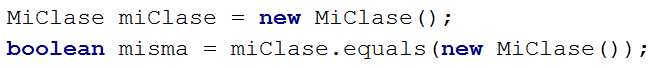 MiClase miClase = new MiClase();
boolean misma = miClase.equals(new MiClase());